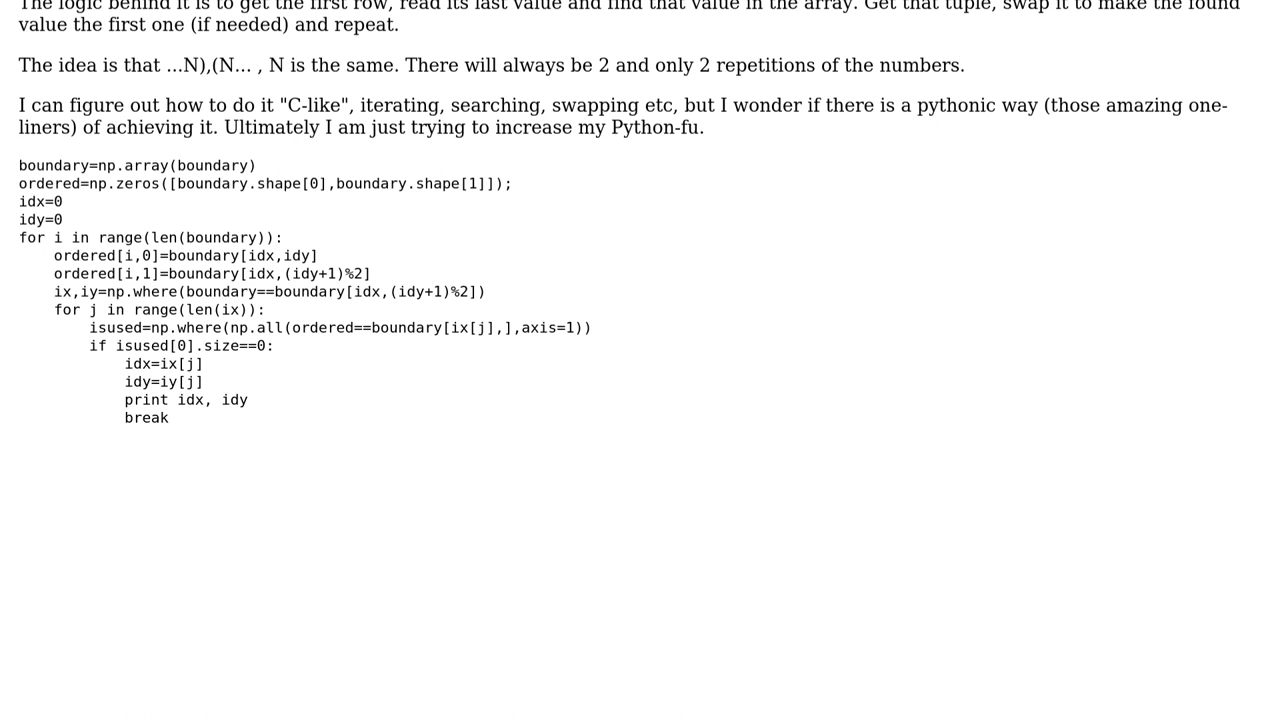 The logic behind it is to get the first row, read its last value and find that value in the array. Get that tuple, swap it to make the found
value the first one (if needed) and repeat.
The idea is that ...N),(N... , N is the same. There will always be 2 and only 2 repetitions of the numbers.
I can figure out how to do it "C-like", iterating, searching, swapping etc, but I wonder if there is a pythonic way (those amazing one-
liners) of achieving it. Ultimately I am just trying to increase my Python-fu.
boundary=np.array(boundary)
ordered=np.zeros([boundary.shape[0],boundary.shape[1]]);
idx=0
idy=0
for i in range(len(boundary)):
    ordered[i,0]=boundary[idx,idy]
    ordered[i,1]=boundary[idx,(idy+1)%2]
    ix,iy=np.where(boundary==boundary[idx,(idy+1)%2])
    for j in range(len(ix)):
        isused=np.where(np.all(ordered==boundary[ix[j],],axis=1))
        if isused[0].size==0:
            idx=ix[j]
            idy=iy[j]
            print idx, idy
            break